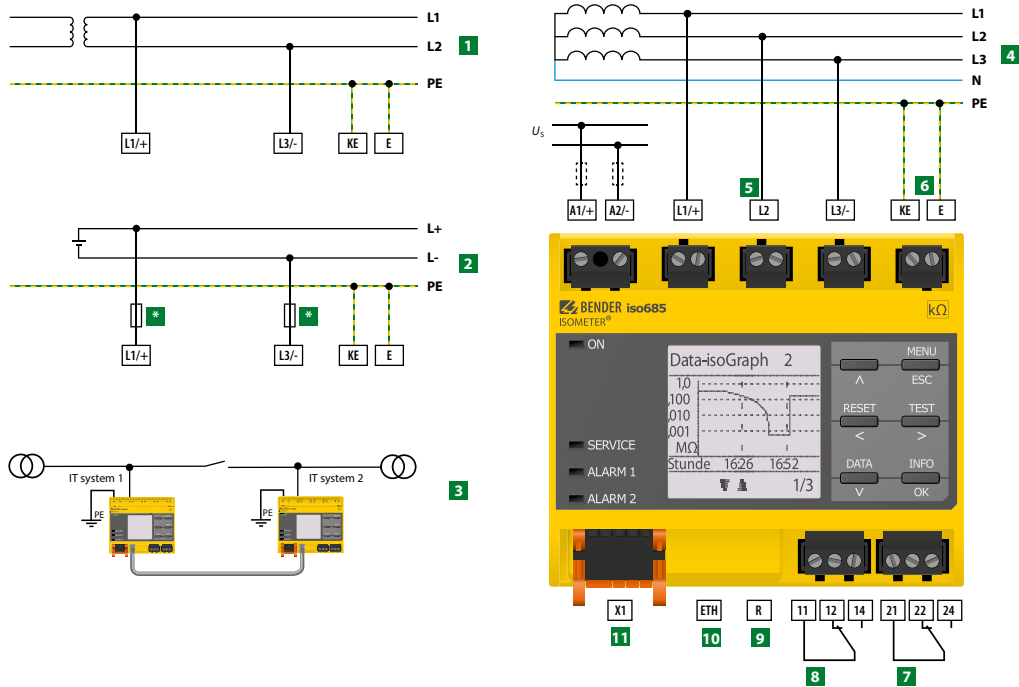 L1
L2
1
PE
L1/+
L3/-
KE
E
L+
L-
2
PE
*
*
L1/+
L3/-
KE
E
IT system 1
IT system 2
PE
PE
3
L1
L2
L3
4
N
PE
Us
5
6
A1/+
A2/-
L1/+
L2
L3/-
KE
E
BENDER iso685
ISOMETER®
kΩ
ON
SERVICE
ALARM 1
ALARM 2
Data-isoGraph 2
1,0
,100
,010
,001
MΩ
Stunde 16:26 16:52
1/3
MENU
Λ ESC
RESET TEST
< >
DATA INFO
V OK
X1
ETH
R
11
12
14
21
22
24
11
10
9
8
7